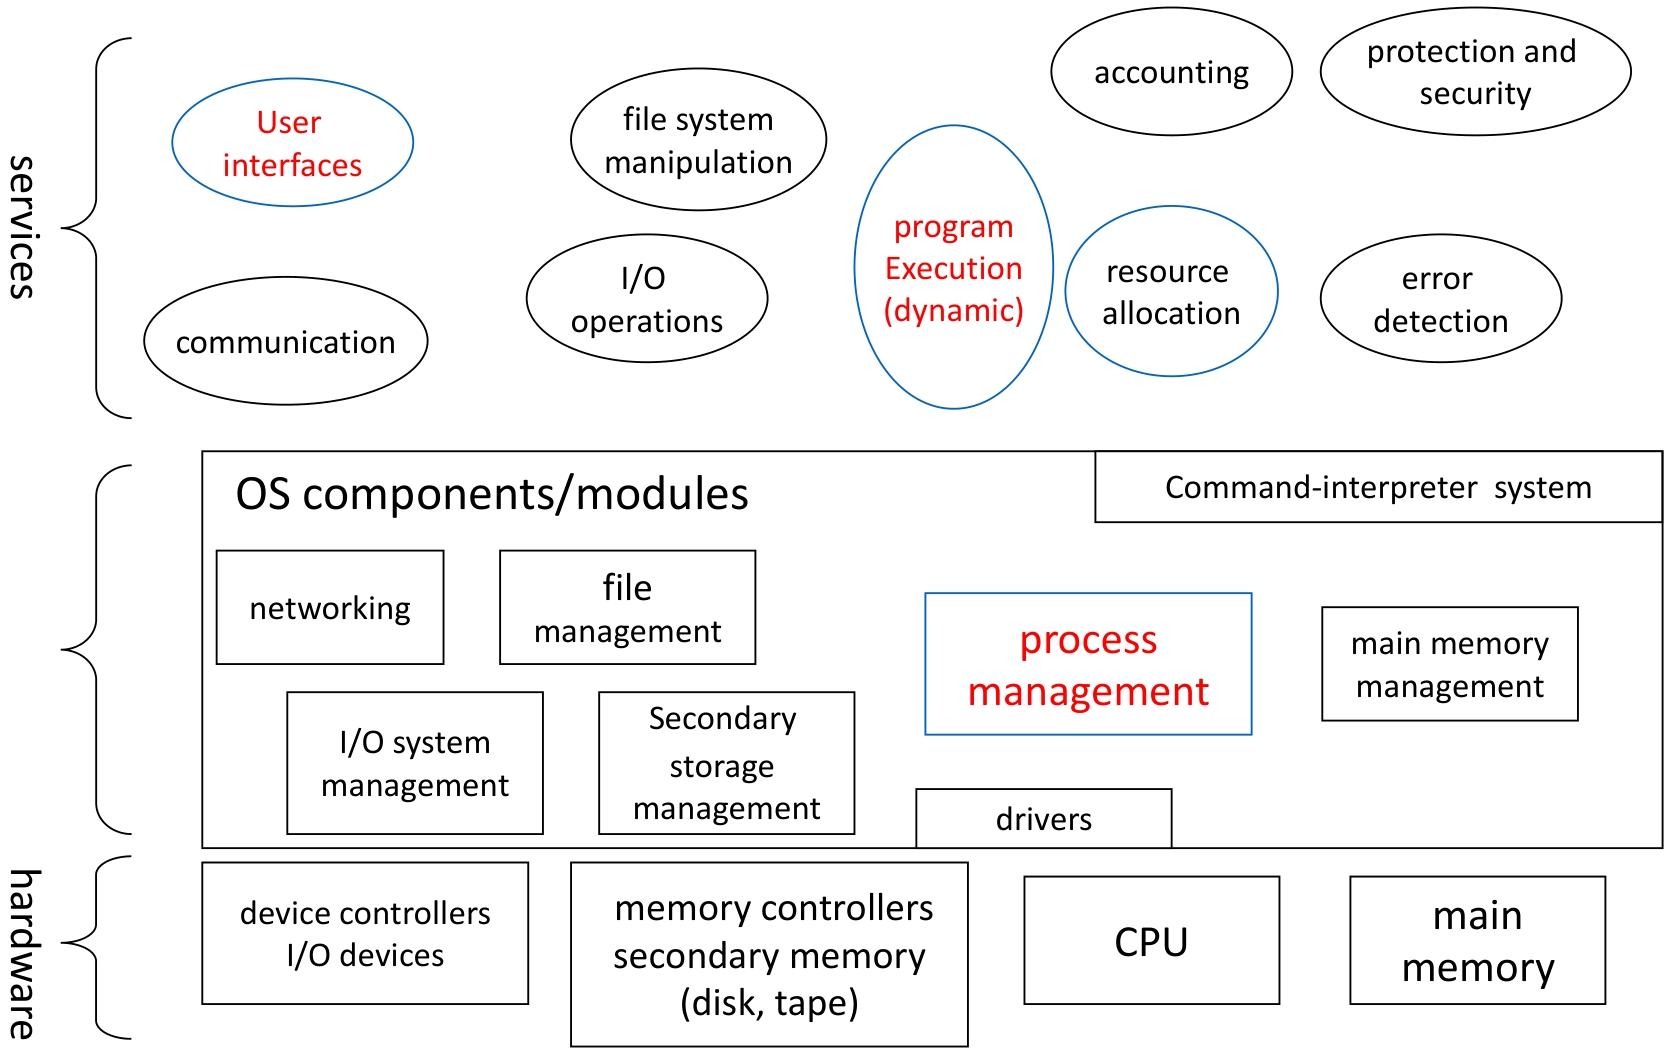 services
User
interfaces
file system
manipulation
accounting
protection and
security
communication
I/O
operations
program
Execution
(dynamic)
resource
allocation
error
detection
OS components/modules
Command-interpreter system
networking
file
management
process
management
main memory
management
I/O system
management
Secondary
storage
management
drivers
hardware
device controllers
I/O devices
memory controllers
secondary memory
(disk, tape)
CPU
main
memory